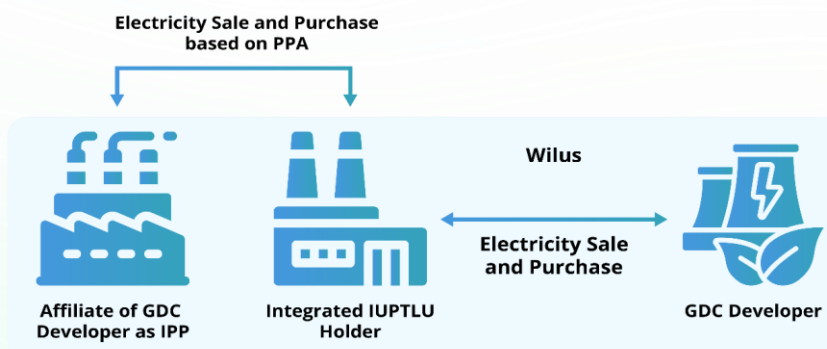 Electricity Sale and Purchase
based on PPA
Wilus
Electricity Sale
and Purchase
Affiliate of GDC
Developer as IPP
Integrated IUPTLU
Holder
GDC Developer